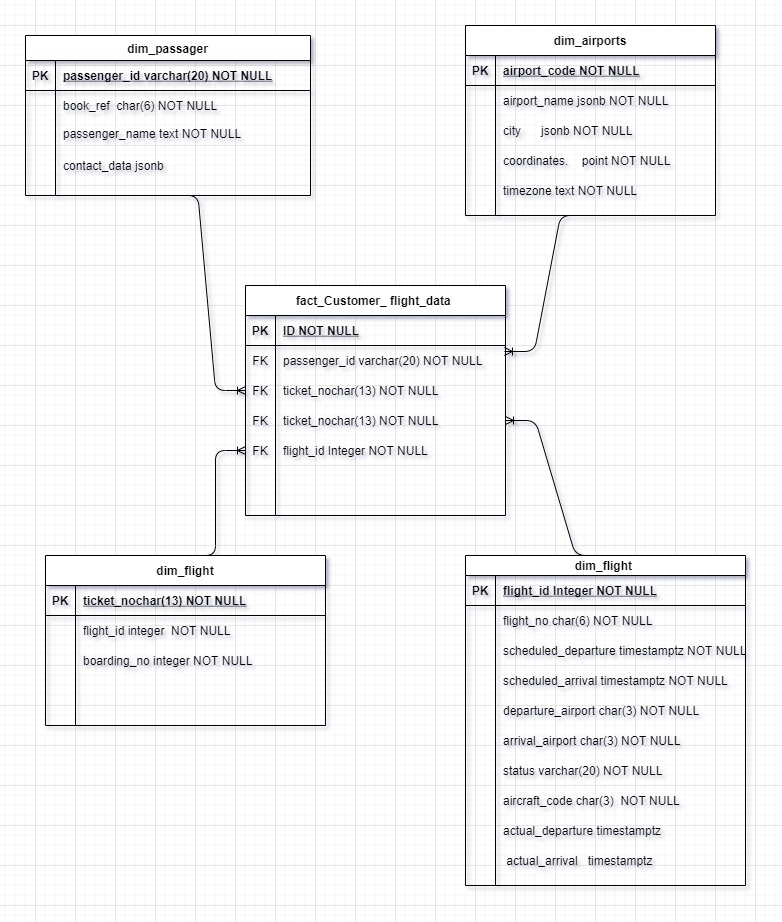 dim_passager
PK passenger_id varchar(20) NOT NULL
book_ref char(6) NOT NULL
passenger_name text NOT NULL
contact_data jsonb
dim_airports
PK airport_code NOT NULL
airport_name jsonb NOT NULL
city jsonb NOT NULL
coordinates. point NOT NULL
timezone text NOT NULL
fact_Customer_ flight_data
PK ID NOT NULL
FK passenger_id varchar(20) NOT NULL
FK ticket_nochar(13) NOT NULL
FK ticket_nochar(13) NOT NULL
FK flight_id Integer NOT NULL
dim_flight
PK ticket_nochar(13) NOT NULL
flight_id integer NOT NULL
boarding_no integer NOT NULL
dim_flight
PK flight_id Integer NOT NULL
flight_no char(6) NOT NULL
scheduled_departure timestamptz NOT NULL
scheduled_arrival timestamptz NOT NULL
departure_airport char(3) NOT NULL
arrival_airport char(3) NOT NULL
status varchar(20) NOT NULL
aircraft_code char(3) NOT NULL
actual_departure timestamptz
actual_arrival timestamptz